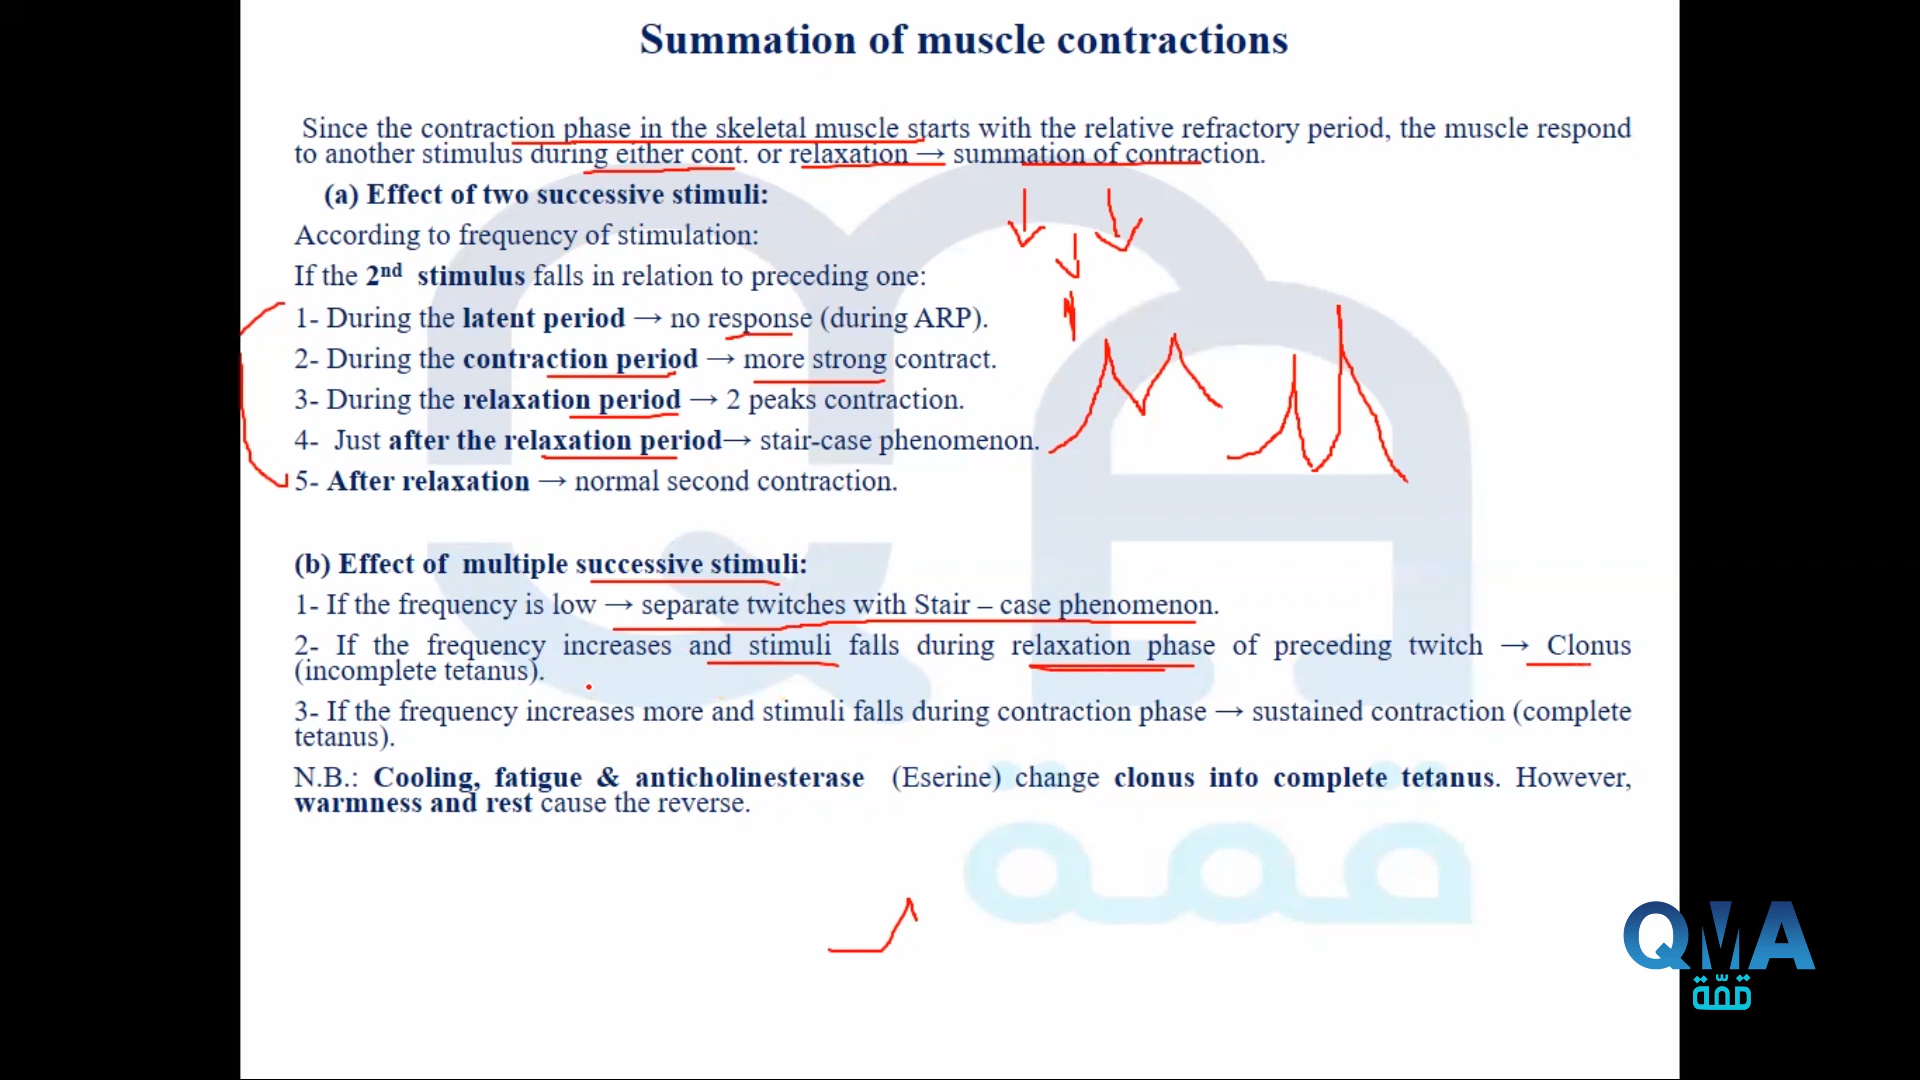 Summation of muscle contractions
Since the contraction phase in the skeletal muscle starts with the relative refractory period, the muscle respond
to another stimulus during either cont. or relaxation → summation of contraction.
(a) Effect of two successive stimuli:
According to frequency of stimulation:
If the 2nd stimulus falls in relation to preceding one:
1- During the latent period → no response (during ARP).
2- During the contraction period → more strong contract.
3- During the relaxation period → 2 peaks contraction.
4- Just after the relaxation period→ stair-case phenomenon.
5- After relaxation → normal second contraction.
(b) Effect of multiple successive stimuli:
1- If the frequency is low → separate twitches with Stair – case phenomenon.
2- If the frequency increases and stimuli falls during relaxation phase of preceding twitch → Clonus
(incomplete tetanus).
3- If the frequency increases more and stimuli falls during contraction phase → sustained contraction (complete
tetanus).
N.B.: Cooling, fatigue & anticholinesterase (Eserine) change clonus into complete tetanus. However,
warmness and rest cause the reverse.
قمة
QMA
قمّة